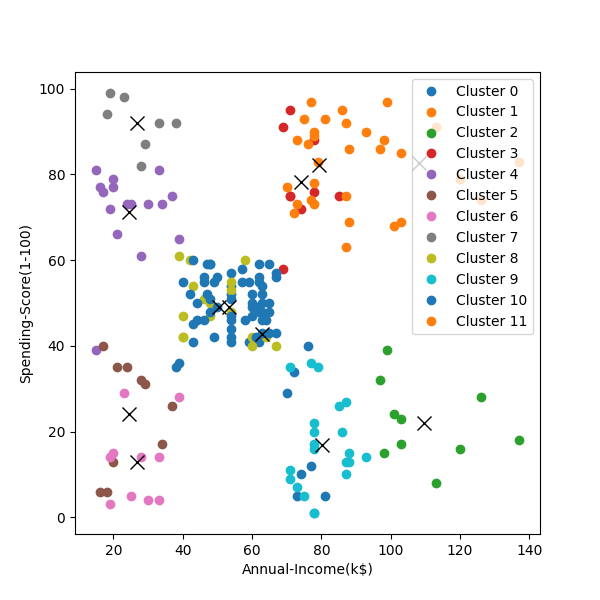 100
80
60
40
20
0
Spending-Score(1-100)
20
40
60
80
100
120
140
Annual-Income(k$)
Cluster 0
Cluster 1
Cluster 2
Cluster 3
Cluster 4
Cluster 5
Cluster 6
Cluster 7
Cluster 8
Cluster 9
Cluster 10
Cluster 11